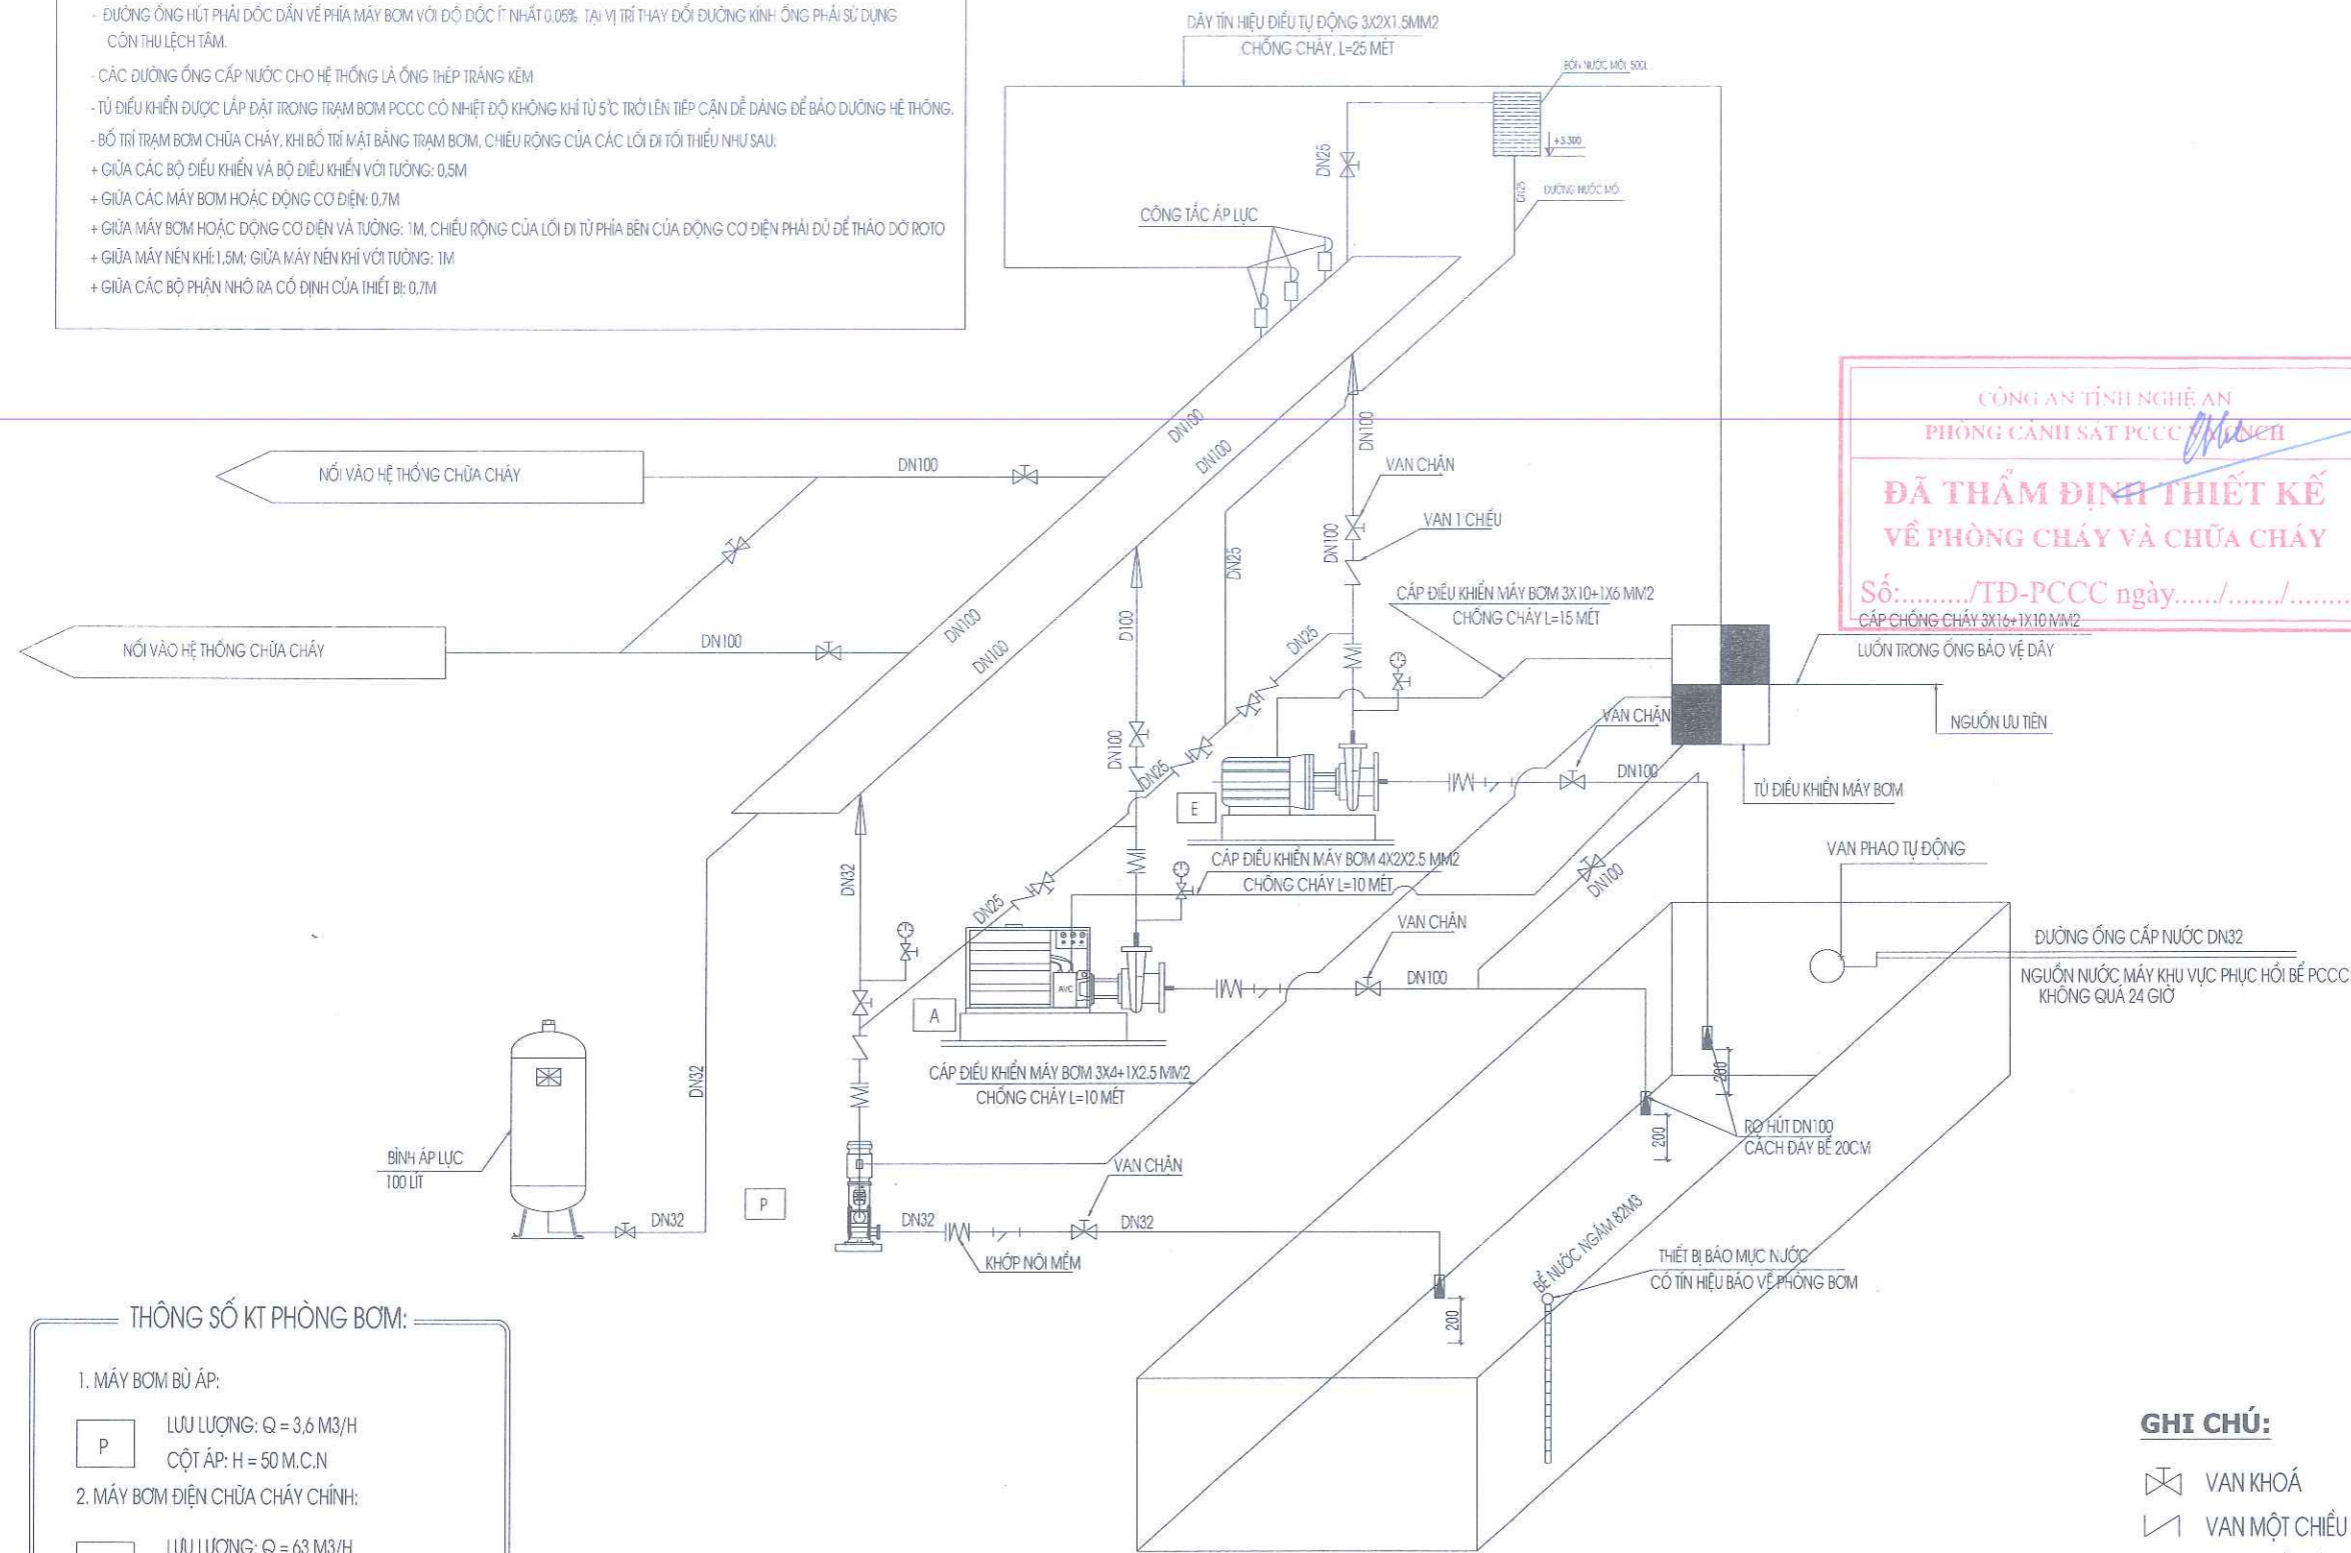 - ĐƯỜNG ỐNG HÚT PHẢI DỐC DẦN VỀ PHÍA MÁY BƠM VỚI ĐỘ DỐC ÍT NHẤT 0,05% TẠI VỊ TRÍ THAY ĐỔI ĐƯỜNG KÍNH ỐNG PHẢI SỬ DỤNG
CÔN THU LỆCH TÂM.
- CÁC ĐƯỜNG ỐNG CẤP NƯỚC CHO HỆ THỐNG LÀ ỐNG THÉP TRÁNG KẼM
- TỦ ĐIỀU KHIỂN ĐƯỢC LẮP ĐẶT TRONG TRẠM BƠM PCCC CÓ NHIỆT ĐỘ KHÔNG KHÍ TỪ 5°C TRỞ LÊN TIẾP CẬN DỄ DÀNG ĐỂ BẢO DƯỠNG HỆ THỐNG.
- BỐ TRÍ TRẠM BƠM CHỮA CHÁY, KHI BỐ TRÍ MẶT BẰNG TRẠM BƠM, CHIỀU RỘNG CỦA CÁC LỐI ĐI TỐI THIỂU NHƯ SAU:
+ GIỮA CÁC BỘ ĐIỀU KHIỂN VÀ BỘ ĐIỀU KHIỂN VỚI TƯỜNG: 0,5M
+ GIỮA CÁC MÁY BƠM HOẶC ĐỘNG CƠ ĐIỆN: 0,7M
+ GIỮA MÁY BƠM HOẶC ĐỘNG CƠ ĐIỆN VÀ TƯỜNG: 1M, CHIỀU RỘNG CỦA LỐI ĐI TỪ PHÍA BÊN CỦA ĐỘNG CƠ ĐIỆN PHẢI ĐỦ ĐỂ THÁO DỠ ROTO
+ GIỮA MÁY NÉN KHÍ:1,5M; GIỮA MÁY NÉN KHÍ VỚI TƯỜNG: 1M
+ GIỮA CÁC BỘ PHẬN NHÔ RA CỐ ĐỊNH CỦA THIẾT BỊ: 0,7M
DÂY TÍN HIỆU ĐIỀU TỰ ĐỘNG 3X2X1.5MM2
CHỐNG CHÁY, L=25 MÉT
BỒN NƯỚC MỒI 500L
+3.300
DN25
DN25
ĐƯỜNG NƯỚC MỒI
CÔNG TẮC ÁP LỰC
CÔNG AN TỈNH NGHỆ AN
PHÒNG CẢNH SÁT PCCC VÀ CNCH
ĐÃ THẨM ĐỊNH THIẾT KẾ
VỀ PHÒNG CHÁY VÀ CHỮA CHÁY
Số:........./TĐ-PCCC ngày....../......./.........
DN100
DN100
DN100
NỐI VÀO HỆ THỐNG CHỮA CHÁY
DN100
VAN CHẶN
VAN 1 CHIỀU
DN100
DN25
CÁP ĐIỀU KHIỂN MÁY BƠM 3X10+1X6 MM2
CHỐNG CHÁY L=15 MÉT
D100
CÁP CHỐNG CHÁY 3X16+1X10 MM2
LUỒN TRONG ỐNG BẢO VỆ DÂY
NỐI VÀO HỆ THỐNG CHỮA CHÁY
DN100
DN100
DN100
DN25
VAN CHẶN
NGUỒN ƯU TIÊN
DN100
DN25
DN100
TỦ ĐIỀU KHIỂN MÁY BƠM
E
VAN PHAO TỰ ĐỘNG
DN32
CÁP ĐIỀU KHIỂN MÁY BƠM 4X2X2.5 MM2
CHỐNG CHÁY L=10 MÉT
DN100
DN25
VAN CHẶN
ĐƯỜNG ỐNG CẤP NƯỚC DN32
NGUỒN NƯỚC MÁY KHU VỰC PHỤC HỒI BỂ PCCC
KHÔNG QUÁ 24 GIỜ
AVC
DN100
A
CÁP ĐIỀU KHIỂN MÁY BƠM 3X4+1X2.5 MM2
CHỐNG CHÁY L=10 MÉT
DN32
200
200
RỌ HÚT DN100
CÁCH ĐÁY BỂ 20CM
BÌNH ÁP LỰC
100 LÍT
VAN CHẶN
P
DN32
DN32
DN32
KHỚP NỐI MỀM
BỂ NƯỚC NGẦM 82M3
THIẾT BỊ BÁO MỰC NƯỚC
CÓ TÍN HIỆU BÁO VỀ PHÒNG BƠM
200
THÔNG SỐ KT PHÒNG BƠM:
1. MÁY BƠM BÙ ÁP:
LƯU LƯỢNG: Q = 3,6 M3/H
P
CỘT ÁP: H = 50 M.C.N
2. MÁY BƠM ĐIỆN CHỮA CHÁY CHÍNH:
LƯU LƯỢNG: Q = 63 M3/H
GHI CHÚ:
VAN KHOÁ
VAN MỘT CHIỀU